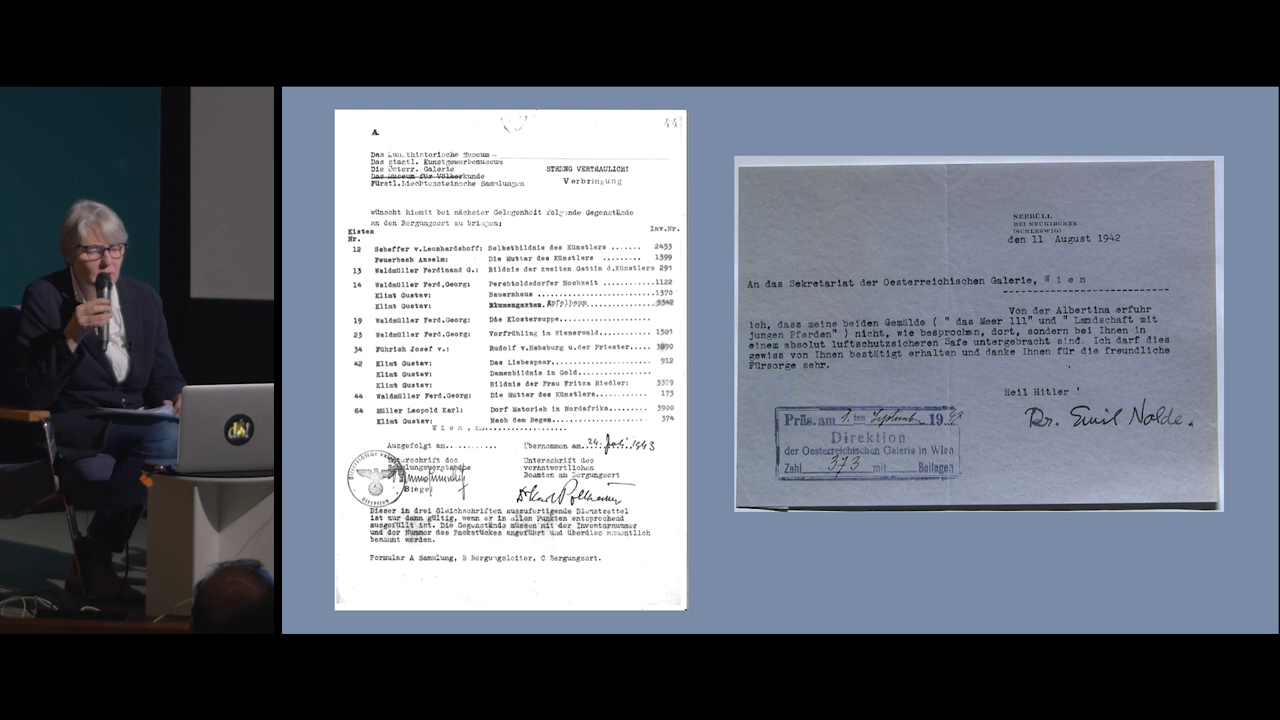 44
A.
Das kunsthistorische Museum
Das staatl. Kunstgewerbemuseum
Die Österr. Galerie
Das Museum für Völkerkunde
Fürstl.Liechtensteinsche Sammlungen
STRENG VERTRAULICH!
Verbringung
wünscht hiemit bei nächster Gelegenheit folgende Gegenstände
an den Bergungsort zu bringen:
Kisten
Nr.
Inv.Nr.
12 Scheffer v.Leonhardshoff: Selbstbildnis des Künstlers ....... 2453
Feuerbach Anselm: Die Mutter des Künstlers ......... 1399
13 Waldmüller Ferdinand G.: Bildnis der zweiten Gattin d.Künstlers 291
14 Waldmüller Ferd,Georg: Perchtoldsdorfer Hochzeit ......... 1122
Klimt Gustav: Bauernhaus ........................ 1370
Klimt Gustav: Blumengarten. Apfelbaum
19 Waldmüller Ferd.Georg: Die Klostersuppe...................
23 Waldmüller Ferd.Georg: Vorfrühling im Wienerwald......... 1301
34 Führich Josef v.: Rudolf v.Habsburg u.der Priester....
42 Klimt Gustav: Das Liebespaar.................... 912
Klimt Gustav: Damenbildnis in Gold................
Klimt Gustav: Bildnis der Frau Fritza Riedler: 3379
44 Waldmüller Ferd.Georg: Die Mutter des Künstlers.......... 173
64 Müller Leopold Karl: Dorf Matorieh in Nordafrika....... 3900
Klimt Gustav: Nach dem Regen.................... 374
Wien,
Ausgefolgt am.......... Übernommen am...24. Juli 1943
Unterschrift des
Sammlungsvorstandes
Siegel
Unterschrift des
verantwortlichen
Beamten am Bergungsort
Dieser in drei Gleichschriften auszufertigende Dienstzettel
ist nur dann gültig, wenn er in allen Punkten entsprechend
ausgefüllt ist. Die Gegenstände müssen mit der Inventarnummer
und der Nummer des Packstückes angeführt und überdies namentlich
benannt werden.
Formular A Sammlung, B Bergungsleiter, C Bergungsort.
SEEBÜLL
BEI NEUKIRCHEN
(SCHLESWIG)
den 11 August 1942
An das Sekretariat der Oesterreichischen Galerie, W i e n
Von der Albertina erfuhr
ich, dass meine beiden Gemälde ( " das Meer 111" und " Landschaft mit
jungen Pferden" ) nicht, wie besprochen, dort, sondern bei Ihnen in
einem absolut luftschutzsicheren Safe untergebracht sind. Ich darf dies
gewiss von Ihnen bestätigt erhalten und danke Ihnen für die freundliche
Fürsorge sehr.
Heil Hitler '
Dr. Emil Nolde.
Präs. am 1. ten September 19
Direktion
der Oesterreichischen Galerie in Wien
Zahl 373 mit Beilagen